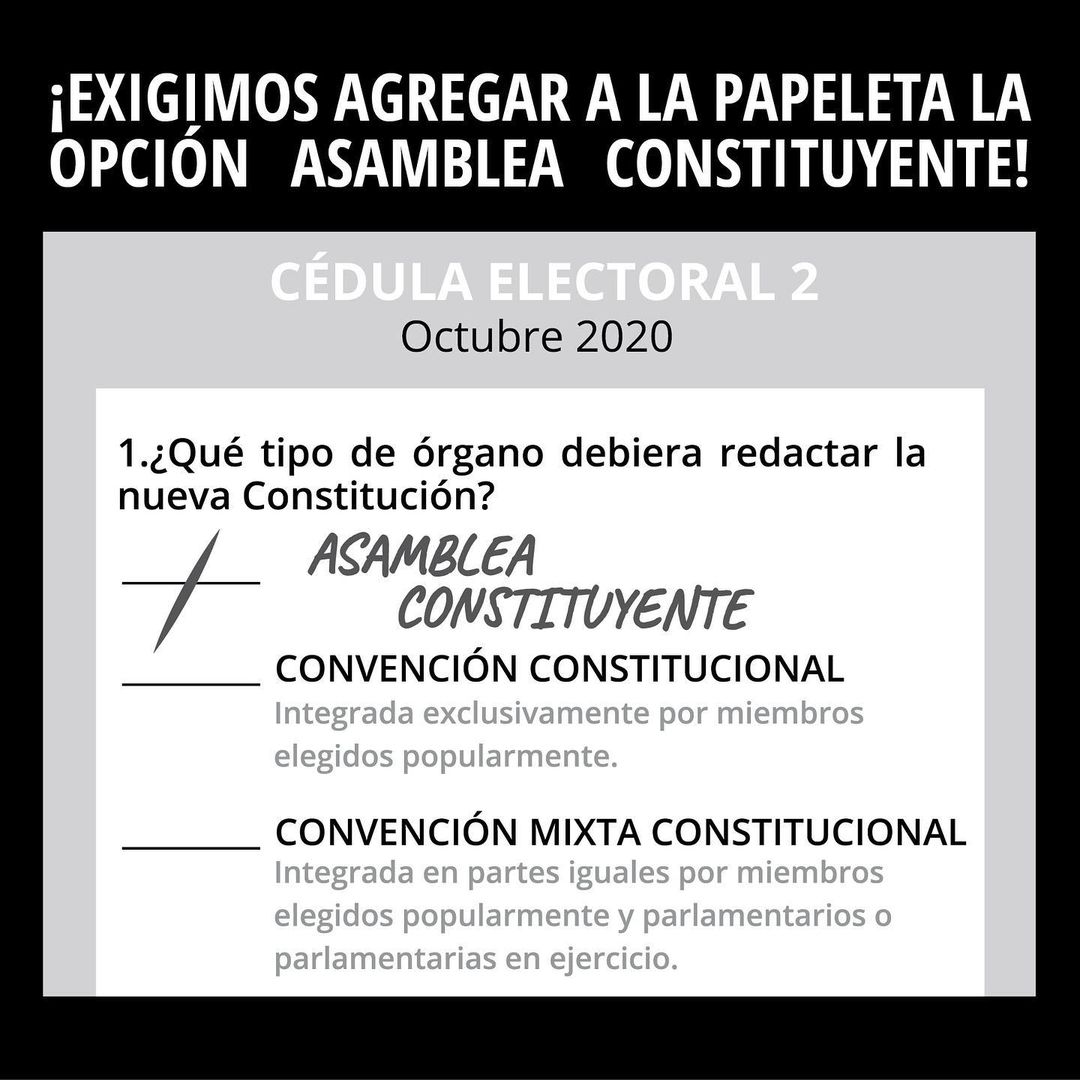 ¡EXIGIMOS AGREGAR A LA PAPELETA LA
OPCIÓN ASAMBLEA CONSTITUYENTE!
CÉDULA ELECTORAL 2
Octubre 2020
1.¿Qué tipo de órgano debiera redactar la
nueva Constitución?
ASAMBLEA
CONSTITUYENTE
CONVENCIÓN CONSTITUCIONAL
Integrada exclusivamente por miembros
elegidos popularmente.
CONVENCIÓN MIXTA CONSTITUCIONAL
Integrada en partes iguales por miembros
elegidos popularmente y parlamentarios o
parlamentarias en ejercicio.